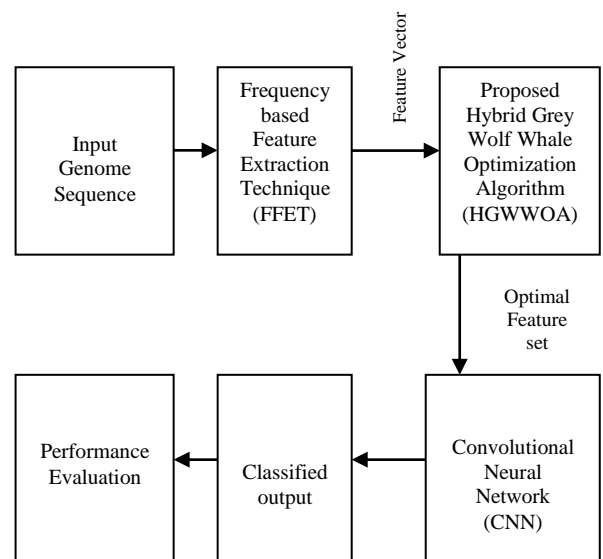 Input
Genome
Sequence
Frequency
based
Feature
Extraction
Technique
(FFET)
Feature Vector
Proposed
Hybrid Grey
Wolf Whale
Optimization
Algorithm
(HGWWOA)
Optimal
Feature
set
Performance
Evaluation
Classified
output
Convolutional
Neural
Network
(CNN)